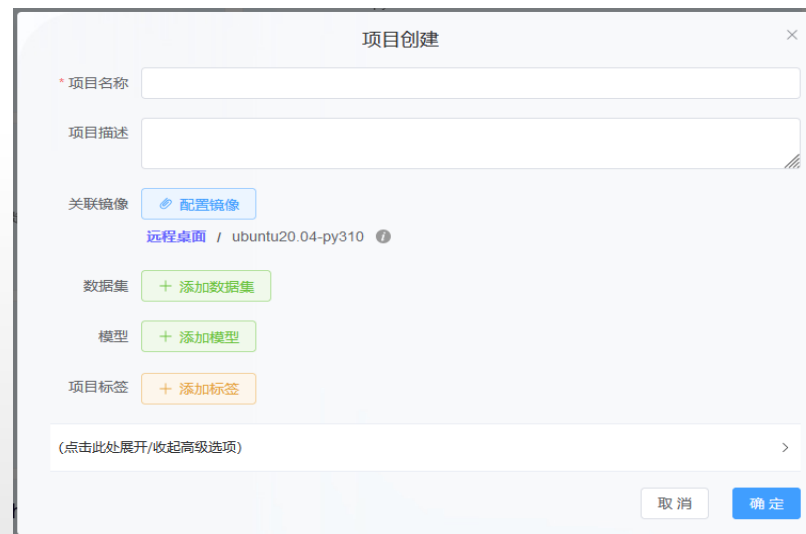 项目创建
* 项目名称
项目描述
关联镜像 配置镜像
远程桌面 / ubuntu20.04-py310
数据集 + 添加数据集
模型 + 添加模型
项目标签 + 添加标签
(点击此处展开/收起高级选项)
取消 确定